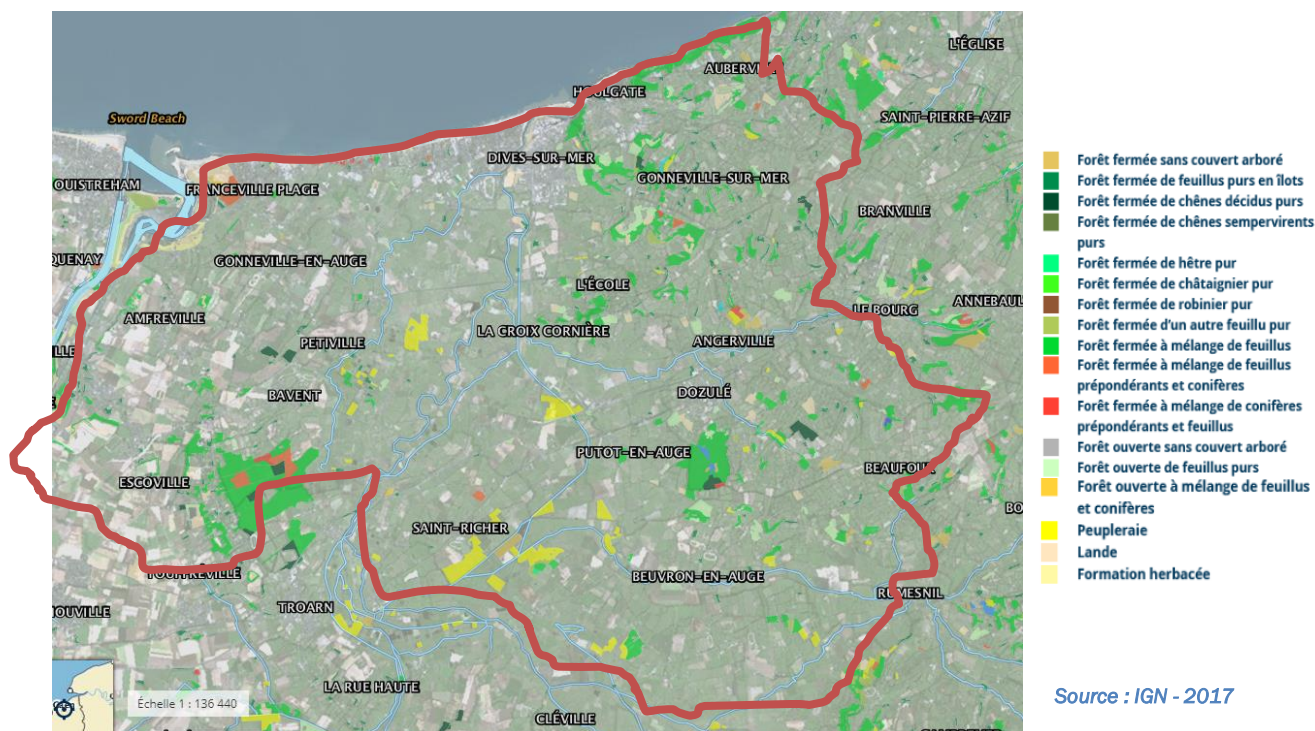 L'ÉGLISE
AUBERVILLE
HOULGATE
Sword Beach
SAINT-PIERRE-AZIF
DIVES-SUR-MER
OUISTREHAM
FRANCEVILLE PLAGE
GONNEVILLE-SUR-MER
BRANVILLE
QUENAY
GONNEVILLE-EN-AUGE
L'ÉCOLE
ANNEBAUL
LE BOURG
AMFREVILLE
LA CROIX CORNIÈRE
PETIVILLE
ANGERVILLE
ILLE
BAVENT
DOZULÉ
PUTOT-EN-AUGE
BEAUFOUR
ESCOVILLE
BO
SAINT-RICHER
TOUFFRÉVILLE
BEUVRON-EN-AUGE
RUMESNIL
TROARN
LA RUE HAUTE
Échelle 1 : 136 440
CLÉVILLE
Forêt fermée sans couvert arboré
Forêt fermée de feuillus purs en îlots
Forêt fermée de chênes décidus purs
Forêt fermée de chênes sempervirents
purs
Forêt fermée de hêtre pur
Forêt fermée de châtaignier pur
Forêt fermée de robinier pur
Forêt fermée d'un autre feuillu pur
Forêt fermée à mélange de feuillus
Forêt fermée à mélange de feuillus
prépondérants et conifères
Forêt fermée à mélange de conifères
prépondérants et feuillus
Forêt ouverte sans couvert arboré
Forêt ouverte de feuillus purs
Forêt ouverte à mélange de feuillus
et conifères
Peupleraie
Lande
Formation herbacée
Source : IGN - 2017